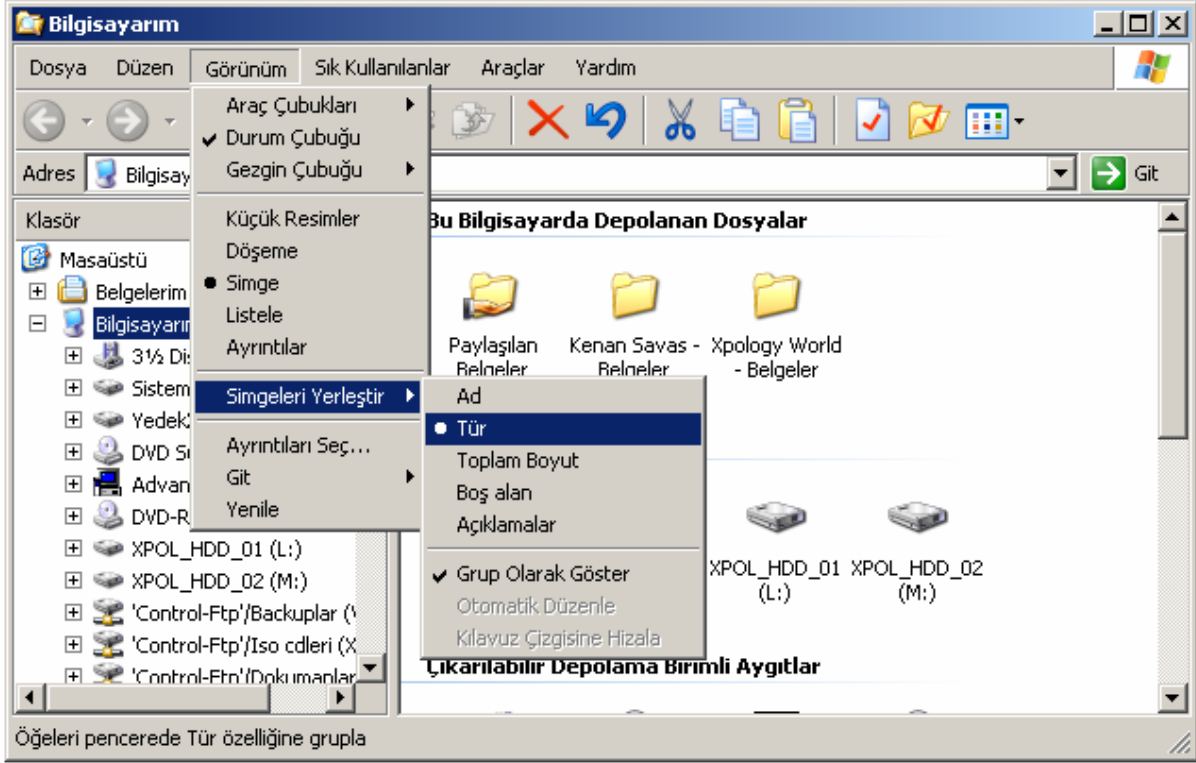 Bilgisayarım
Dosya Düzen Görünüm Sık Kullanılanlar Araçlar Yardım
Adres Bilgisay
Git
Klasör
Masaüstü
Belgelerim
Bilgisayarım
3½ Di
Sistem
Yedek
DVD
Advan
DVD-R
XPOL_HDD_01 (L:)
XPOL_HDD_02 (M:)
'Control-Ftp'/Backuplar (
'Control-Ftp'/Iso cdleri (X
'Control-Ftp'/Dokumanlar
Araç Çubukları
Durum Çubuğu
Gezgin Çubuğu
Küçük Resimler
Döşeme
Simge
Listele
Ayrıntılar
Simgeleri Yerleştir
Ayrıntıları Seç...
Git
Yenile
Ad
Tür
Toplam Boyut
Boş alan
Açıklamalar
Grup Olarak Göster
Otomatik Düzenle
Kılavuz Çizgisine Hizala
Bu Bilgisayarda Depolanan Dosyalar
Paylaşılan
Belgeler
Kenan Savas -
Belgeler
Xpology World
- Belgeler
XPOL_HDD_01
(L:)
XPOL_HDD_02
(M:)
Çıkarılabilir Depolama Birimli Aygıtlar
Öğeleri pencerede Tür özelliğine grupla